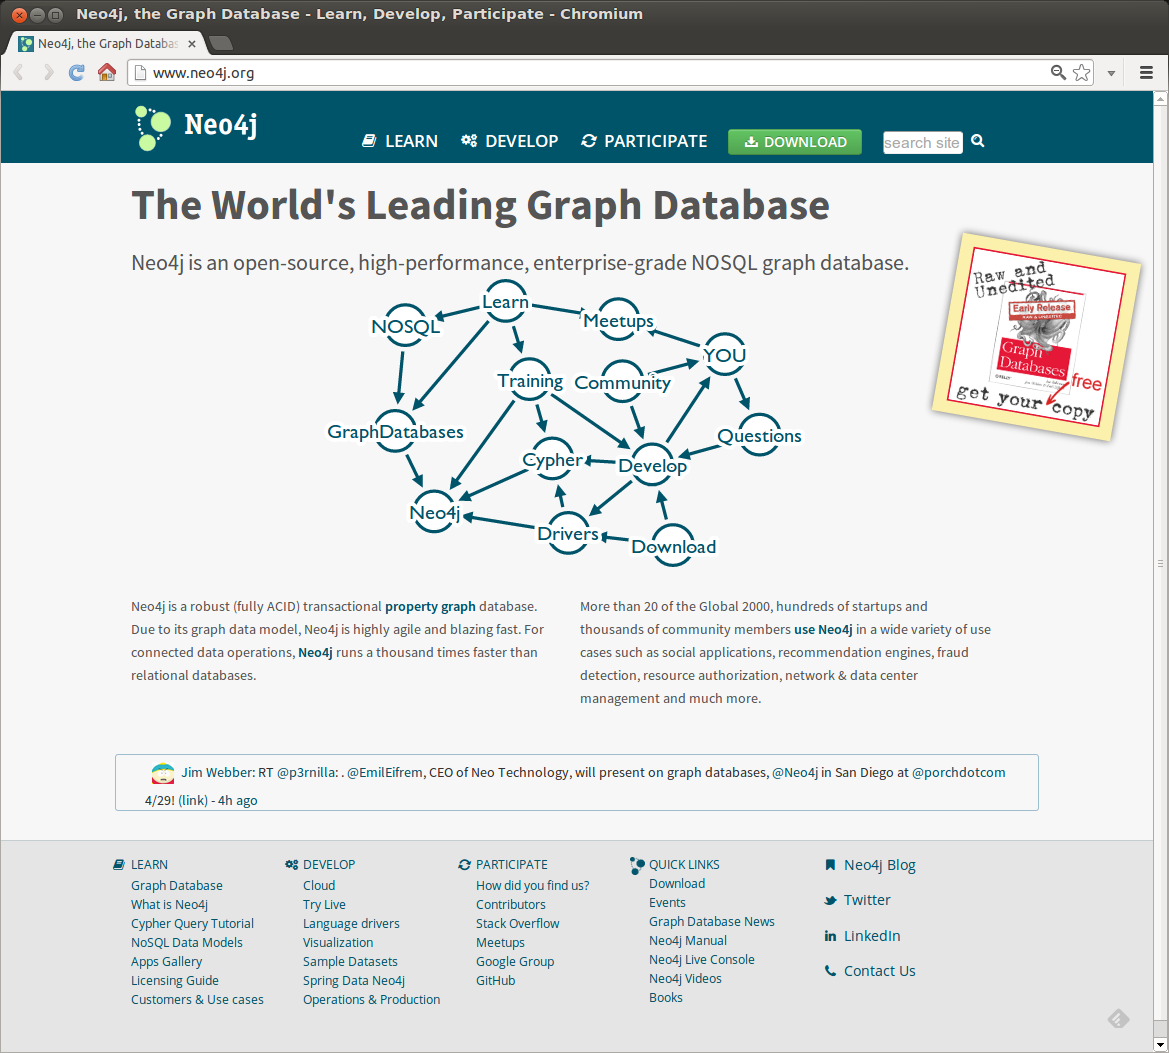 Neo4j, the Graph Database - Learn, Develop, Participate - Chromium
Neo4j, the Graph Databas
www.neo4j.org
Neo4j
LEARN DEVELOP PARTICIPATE DOWNLOAD search site
The World's Leading Graph Database
Neo4j is an open-source, high-performance, enterprise-grade NOSQL graph database.
Raw and
Unedited
Early Release
RAW & UNEDITED
Graph
Databases
free
get your copy
Learn
NOSQL
Meetups
YOU
Training
Community
GraphDatabases
Questions
Cypher
Develop
Neo4j
Drivers
Download
Neo4j is a robust (fully ACID) transactional property graph database.
Due to its graph data model, Neo4j is highly agile and blazing fast. For
connected data operations, Neo4j runs a thousand times faster than
relational databases.
More than 20 of the Global 2000, hundreds of startups and
thousands of community members use Neo4j in a wide variety of use
cases such as social applications, recommendation engines, fraud
detection, resource authorization, network & data center
management and much more.
Jim Webber: RT @p3rnilla: . @EmilEifrem, CEO of Neo Technology, will present on graph databases, @Neo4j in San Diego at @porchdotcom
4/29! (link) - 4h ago
LEARN
Graph Database
What is Neo4j
Cypher Query Tutorial
NoSQL Data Models
Apps Gallery
Licensing Guide
Customers & Use cases
DEVELOP
Cloud
Try Live
Language drivers
Visualization
Sample Datasets
Spring Data Neo4j
Operations & Production
PARTICIPATE
How did you find us?
Contributors
Stack Overflow
Meetups
Google Group
GitHub
QUICK LINKS
Download
Events
Graph Database News
Neo4j Manual
Neo4j Live Console
Neo4j Videos
Books
Neo4j Blog
Twitter
LinkedIn
Contact Us